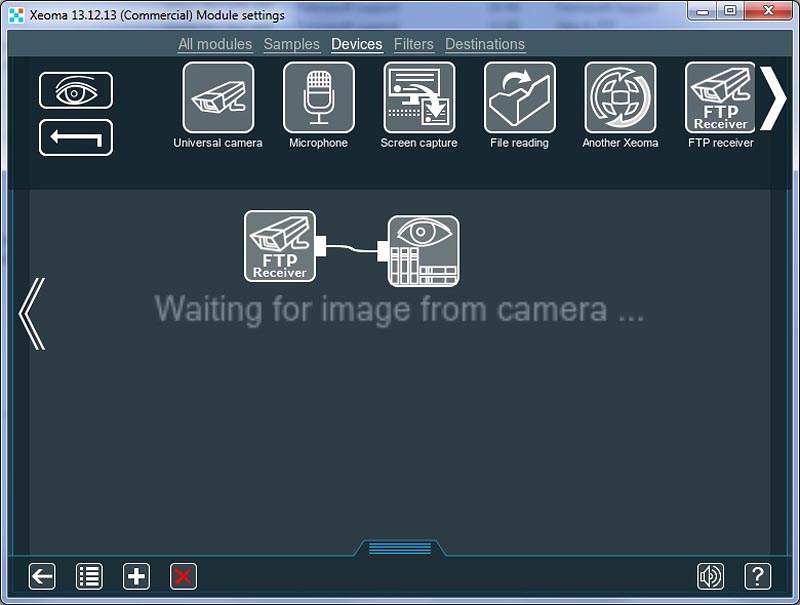 Xeoma 13.12.13 (Commercial) Module settings
All modules Samples Devices Filters Destinations
FTP
Receiver
Universal camera Microphone Screen capture File reading Another Xeoma FTP receiver
FTP
Receiver
Waiting for image from camera ...
?